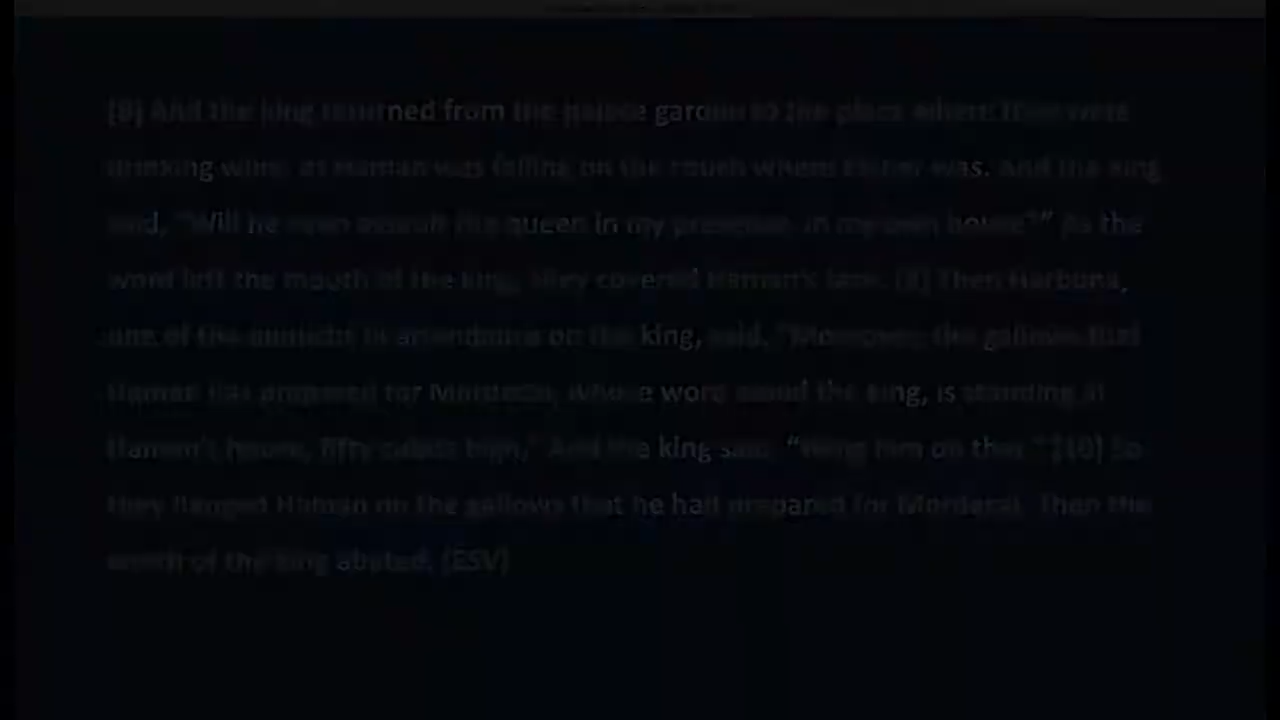 [8] And the king returned from the palace garden to the place where they were
drinking wine, as Haman was falling on the couch where Esther was. And the king
said, “Will he even assault the queen in my presence, in my own house?” As the
word left the mouth of the king, they covered Haman's face. [9] Then Harbona,
one of the eunuchs in attendance on the king, said, “Moreover, the gallows that
Haman has prepared for Mordecai, whose word saved the king, is standing at
Haman's house, fifty cubits high.” And the king said, “Hang him on that.” [10] So
they hanged Haman on the gallows that he had prepared for Mordecai. Then the
wrath of the king abated. (ESV)